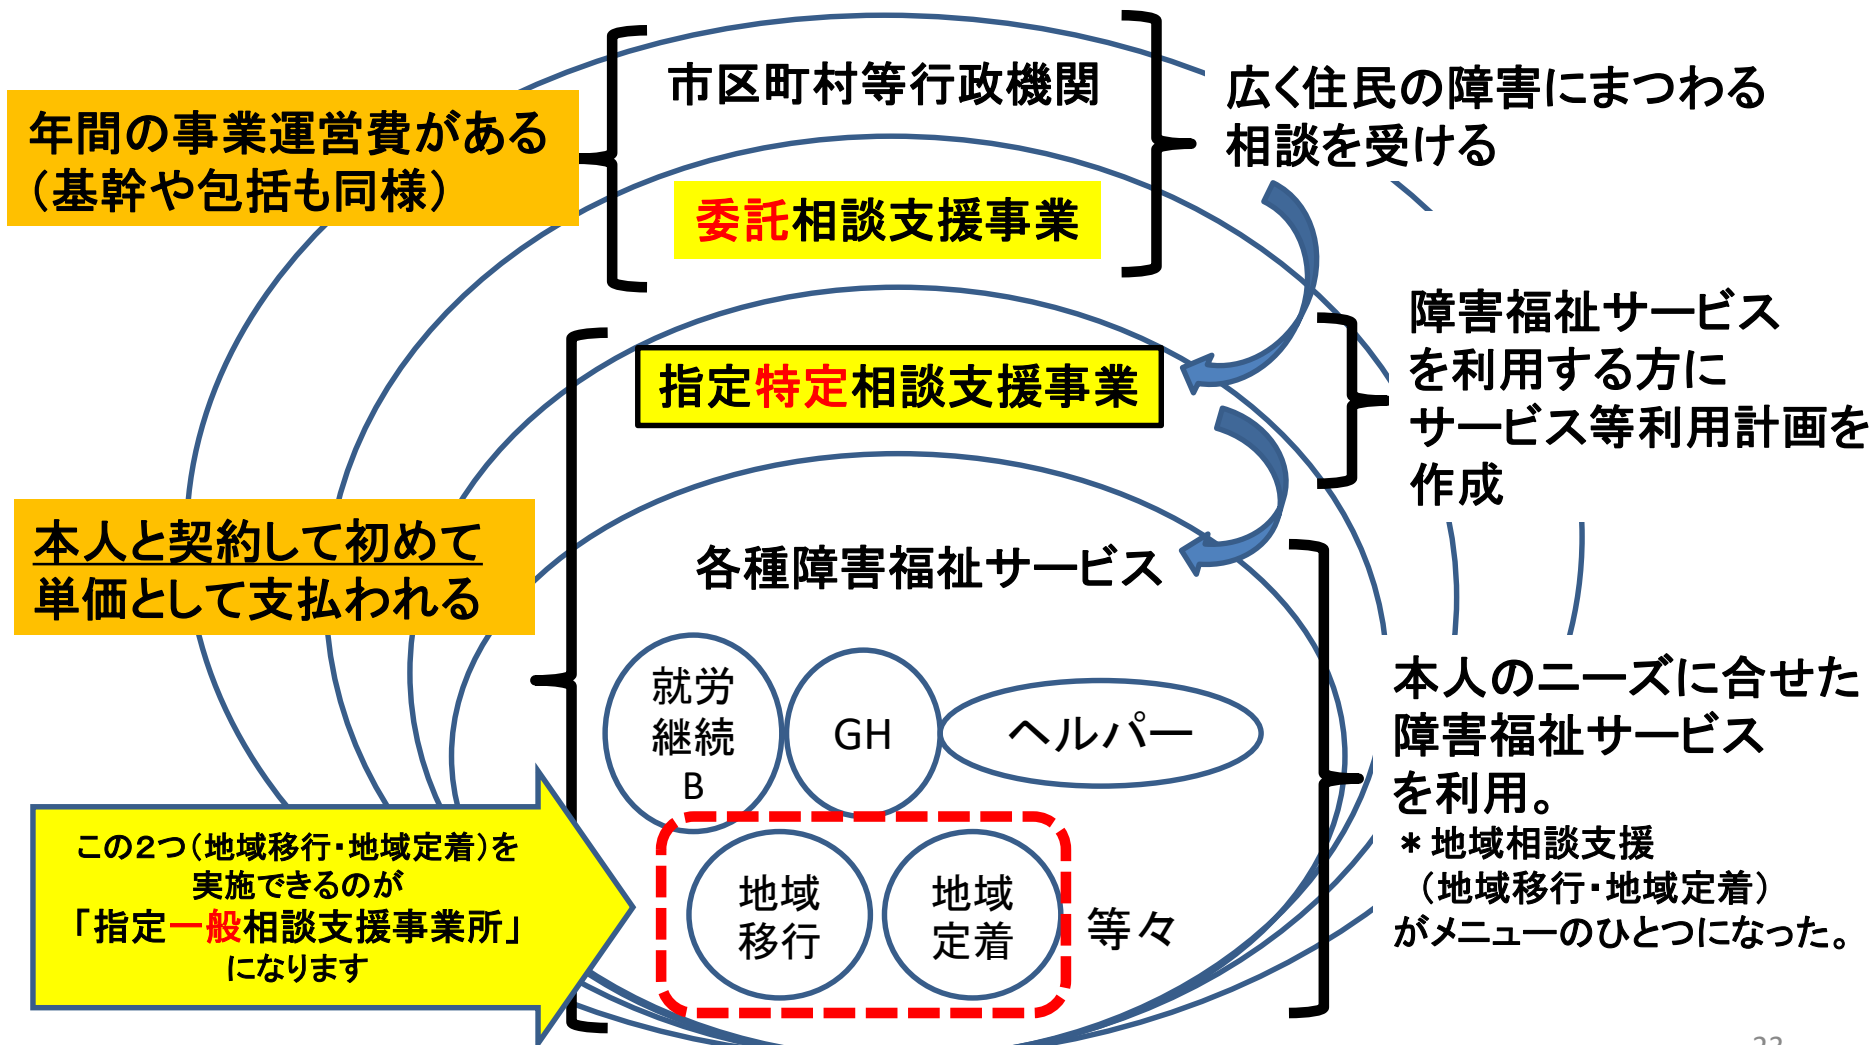 市区町村等行政機関
広く住民の障害にまつわる
相談を受ける
年間の事業運営費がある
（基幹や包括も同様）
委託相談支援事業
指定特定相談支援事業
障害福祉サービス
を利用する方に
サービス等利用計画を
作成
本人と契約して初めて
単価として支払われる
各種障害福祉サービス
就労
継続
B
GH
ヘルパー
本人のニーズに合せた
障害福祉サービス
を利用。
＊地域相談支援
（地域移行・地域定着）
がメニューのひとつになった。
この２つ（地域移行・地域定着）を
実施できるのが
「指定一般相談支援事業所」
になります
地域
移行
地域
定着
等々